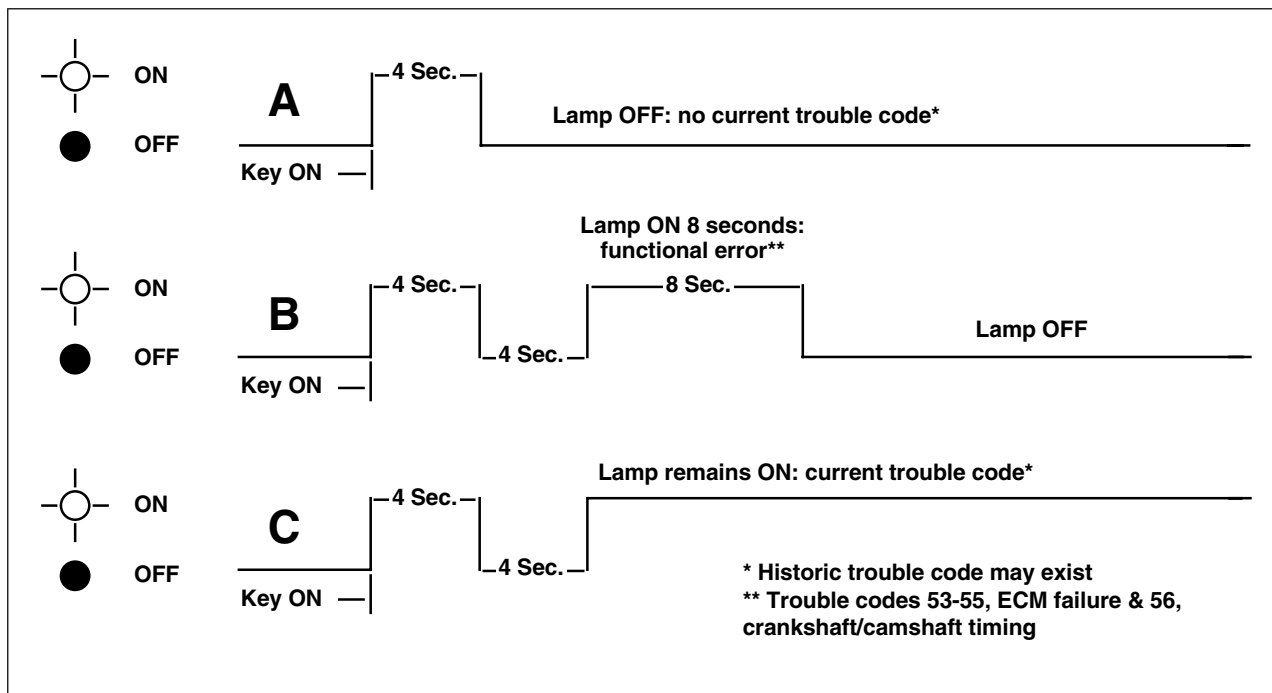 ON
A
4 Sec.
Lamp OFF: no current trouble code*
OFF
Key ON
Lamp ON 8 seconds:
functional error**
ON
B
4 Sec.
8 Sec.
Lamp OFF
OFF
4 Sec.
Key ON
Lamp remains ON: current trouble code*
ON
C
4 Sec.
OFF
4 Sec.
Key ON
* Historic trouble code may exist
** Trouble codes 53-55, ECM failure & 56,
crankshaft/camshaft timing